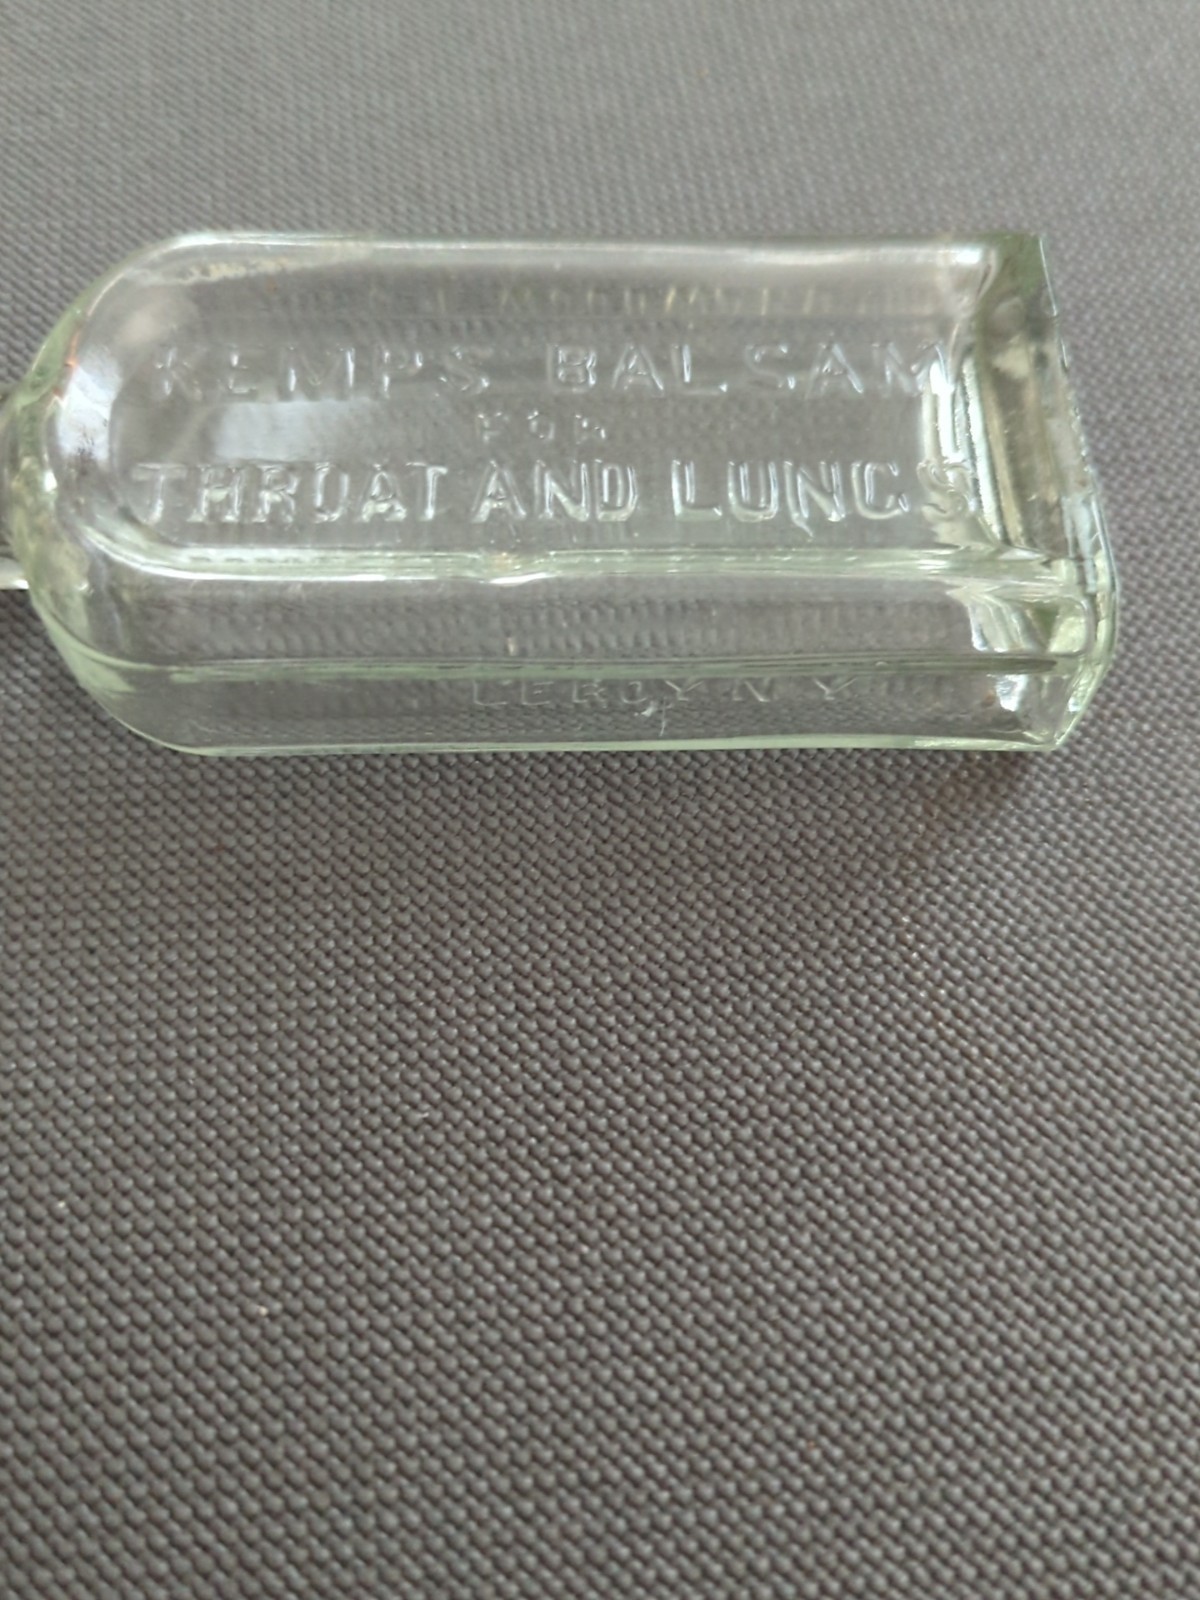 KEMPS BALSAM
FOR
THROAT AND LUNGS
LEROY N Y